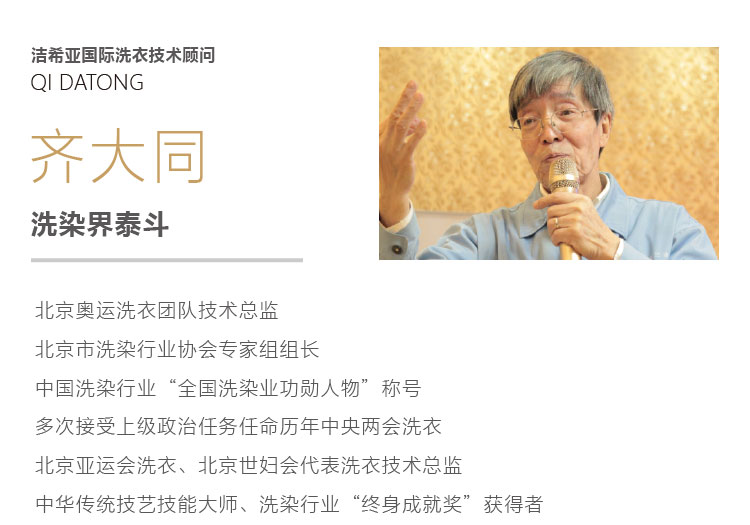 洁希亚国际洗衣技术顾问
QI DATONG
齐大同
洗染界泰斗
北京奥运洗衣团队技术总监
北京市洗染行业协会专家组组长
中国洗染行业“全国洗染业功勋人物”称号
多次接受上级政治任务任命历年中央两会洗衣
北京亚运会洗衣、北京世妇会代表洗衣技术总监
中华传统技艺技能大师、洗染行业“终身成就奖”获得者